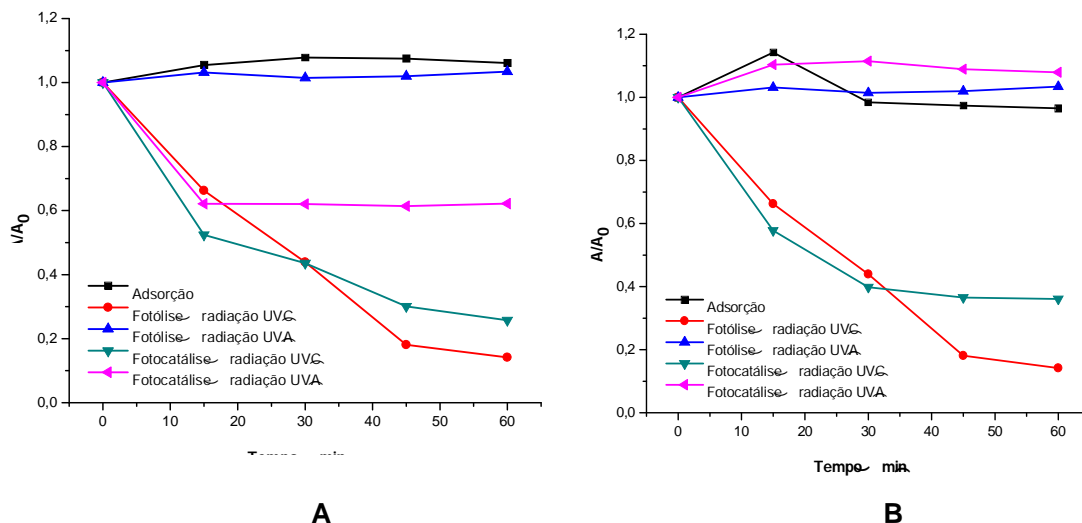 1,2
1,0
0,8
0,6
0,4
0,2
0,0
A/A0
Adsorção
Fotólise radiação UVC
Fotólise radiação UVA
Fotocatálise radiação UVC
Fotocatálise radiação UVA
0 10 20 30 40 50 60
Tempo min
A
1,2
1,0
0,8
0,6
0,4
0,2
0,0
A/A0
Adsorção
Fotólise radiação UVC
Fotólise radiação UVA
Fotocatálise radiação UVC
Fotocatálise radiação UVA
0 10 20 30 40 50 60
Tempo min
B